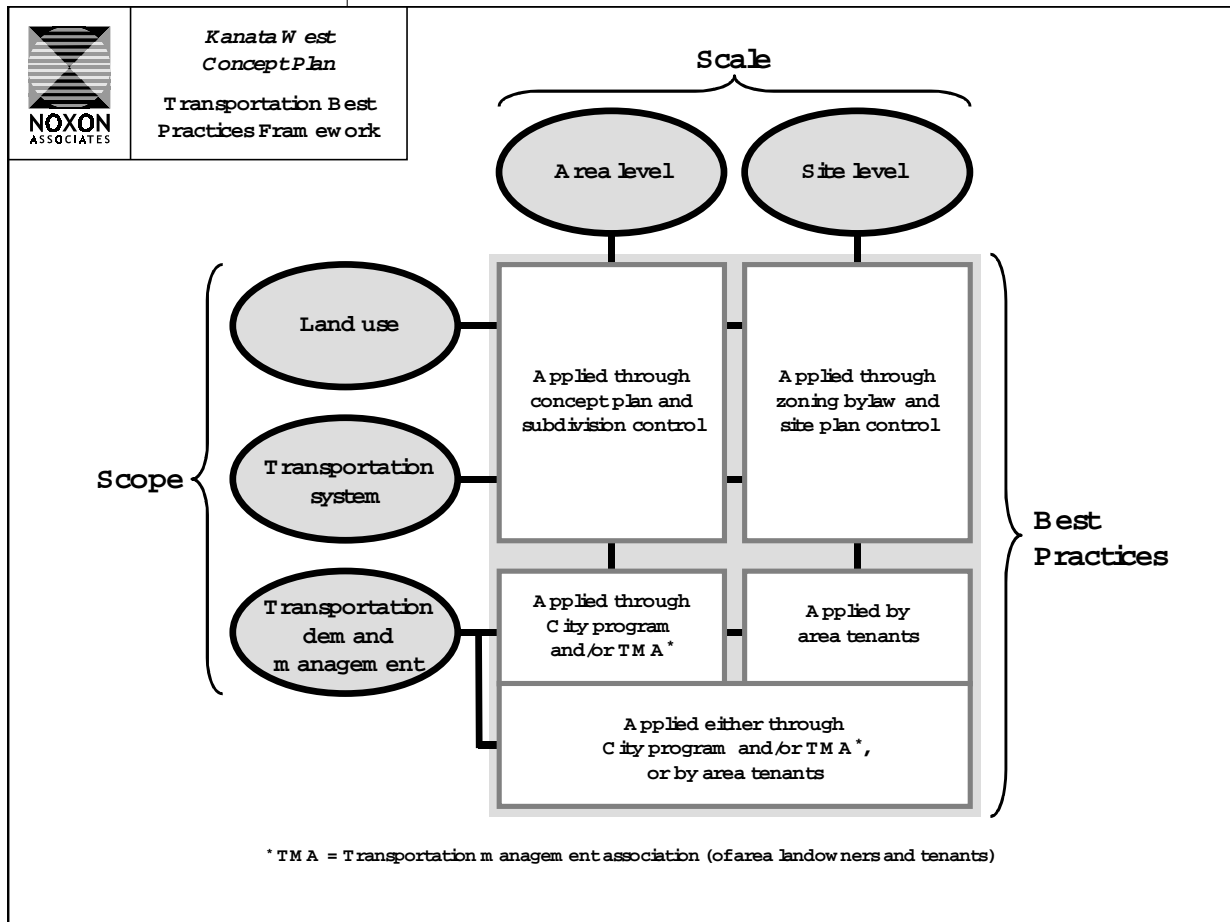 NOXON
ASSOCIATES
Kanata West
Concept Plan
Transportation Best
Practices Framework
Scale
Area level
Site level
Scope
Land use
Transportation
system
Transportation
demand
management
Applied through
concept plan and
subdivision control
Applied through
zoning bylaw and
site plan control
Applied through
City program
and/or TMA*
Applied by
area tenants
Applied either through
City program and/or TMA*,
or by area tenants
Best
Practices
* TMA = Transportation management association (of area landowners and tenants)